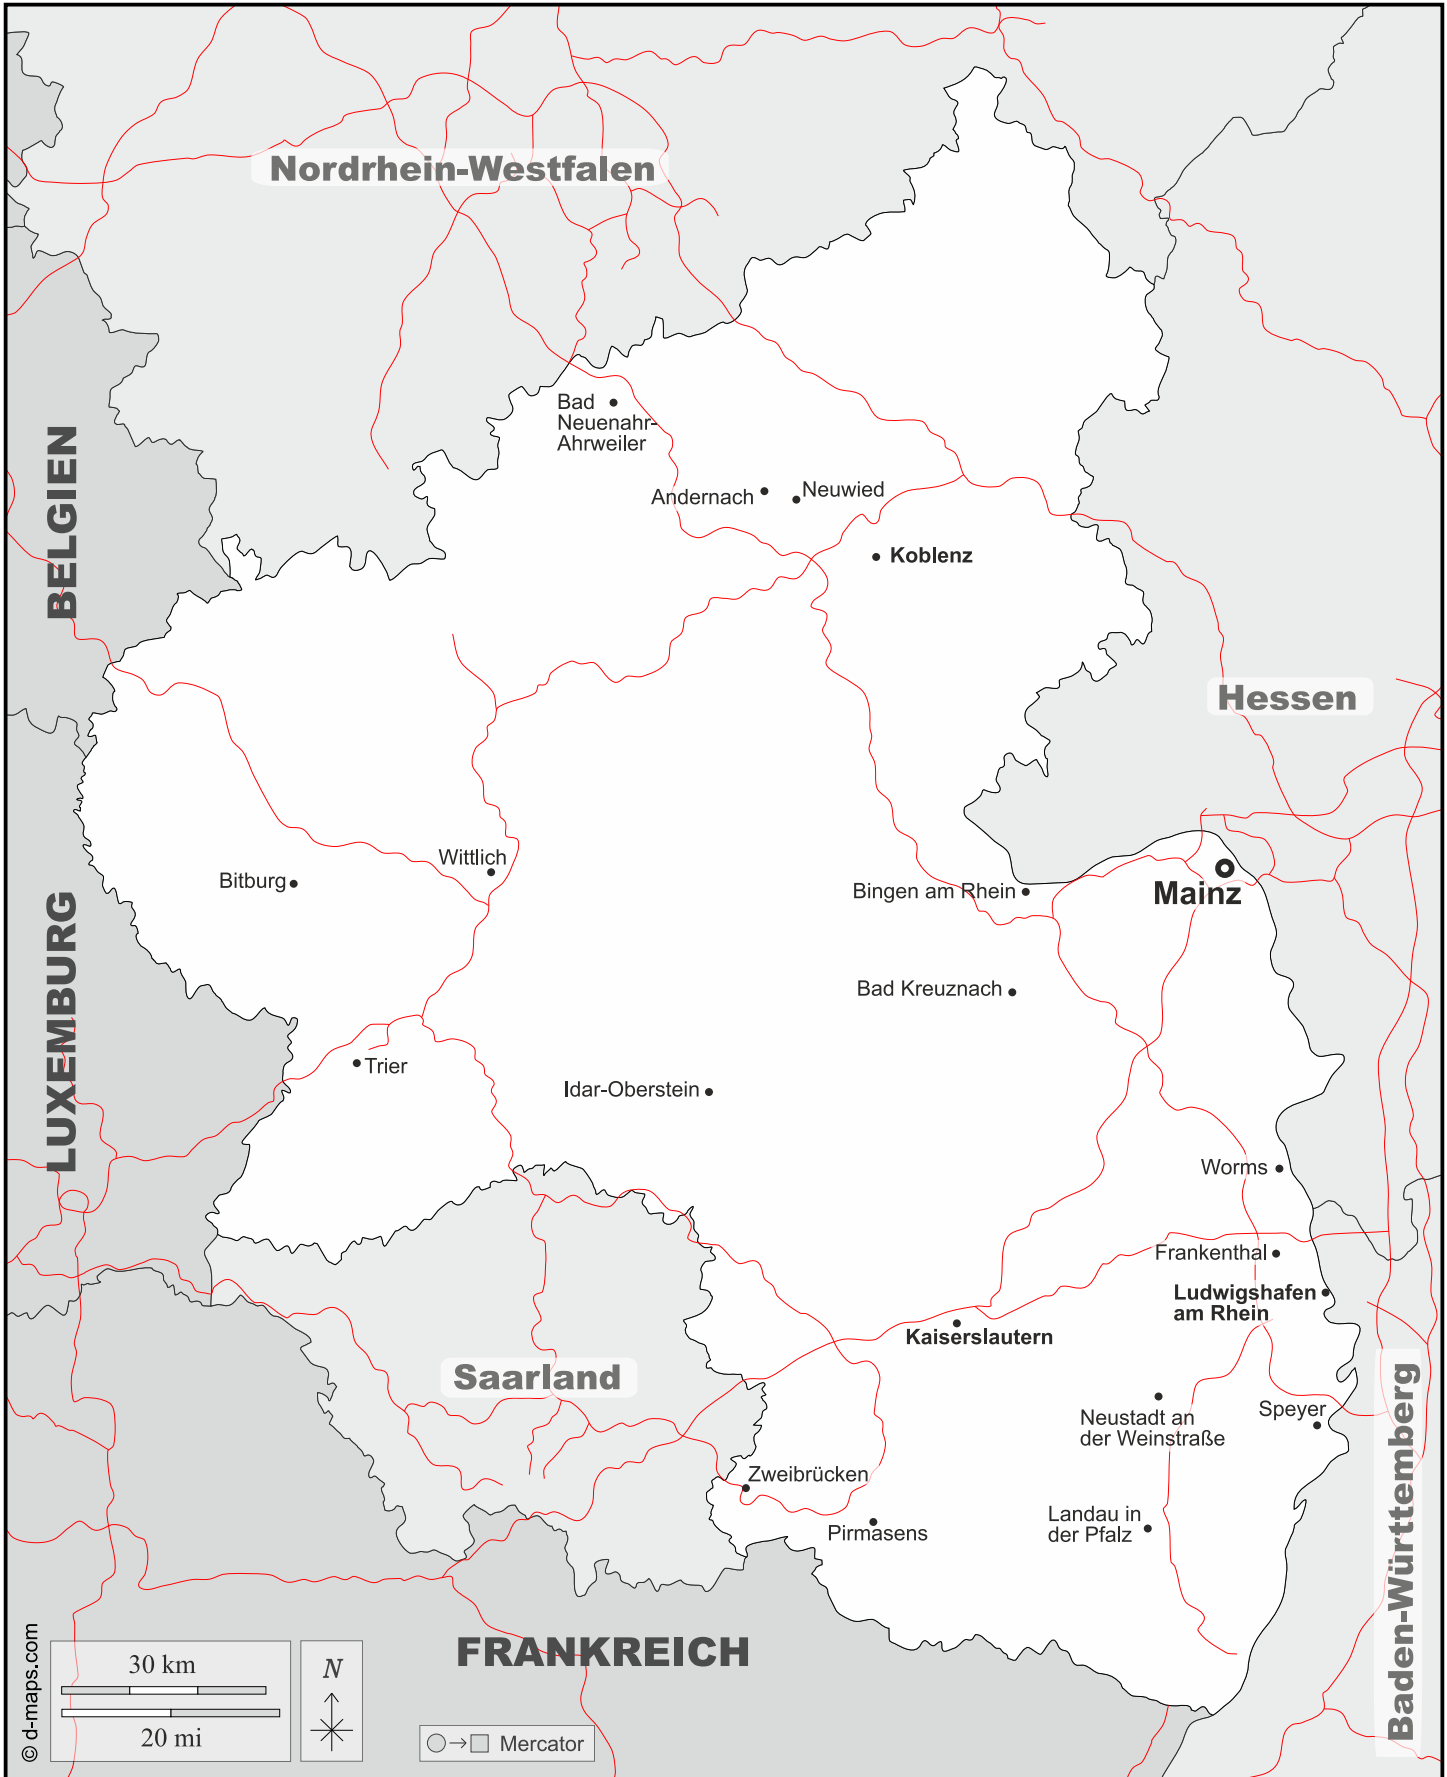 Nordrhein-Westfalen
Bad
Neuenahr-
Ahrweiler
BELGIEN
Andernach
Neuwied
Koblenz
Hessen
Wittlich
Bitburg
Bingen am Rhein
Mainz
LUXEMBURG
Bad Kreuznach
Trier
Idar-Oberstein
Worms
Frankenthal
Ludwigshafen
am Rhein
Kaiserslautern
Saarland
Neustadt an
der Weinstraße
Speyer
Baden-Württemberg
Zweibrücken
Pirmasens
Landau in
der Pfalz
FRANKREICH
© d-maps.com
30 km
20 mi
N
Mercator